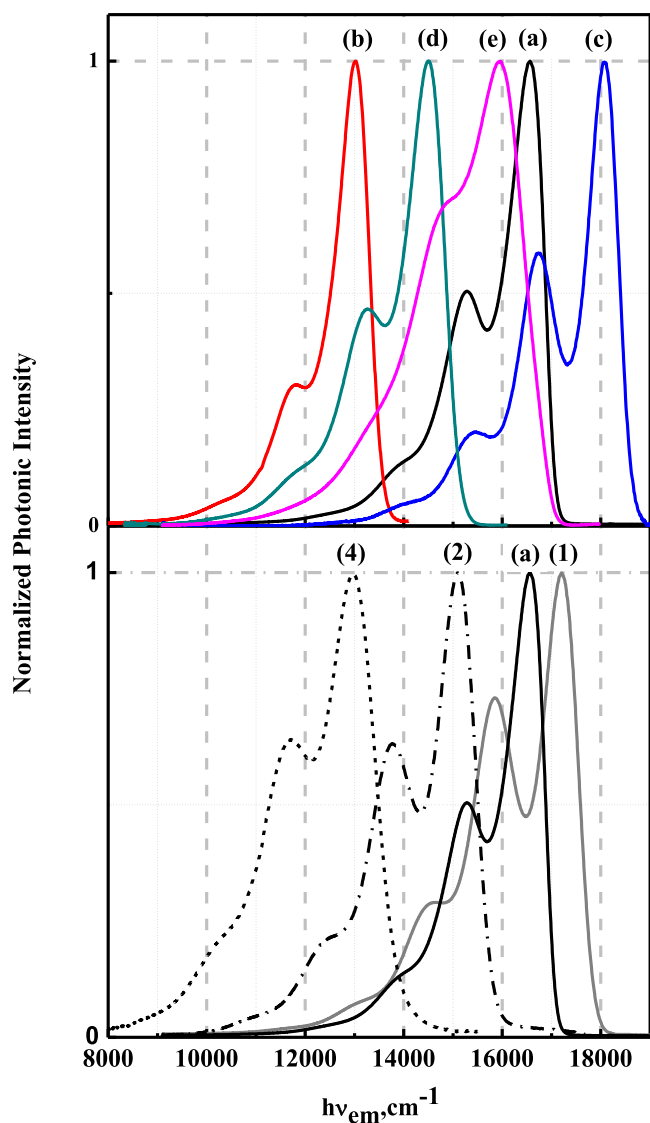 (b) (d) (e) (a) (c)
1
0
(4) (2) (a) (1)
1
0
Normalized Photonic Intensity
8000 10000 12000 14000 16000 18000
hνem,cm-1